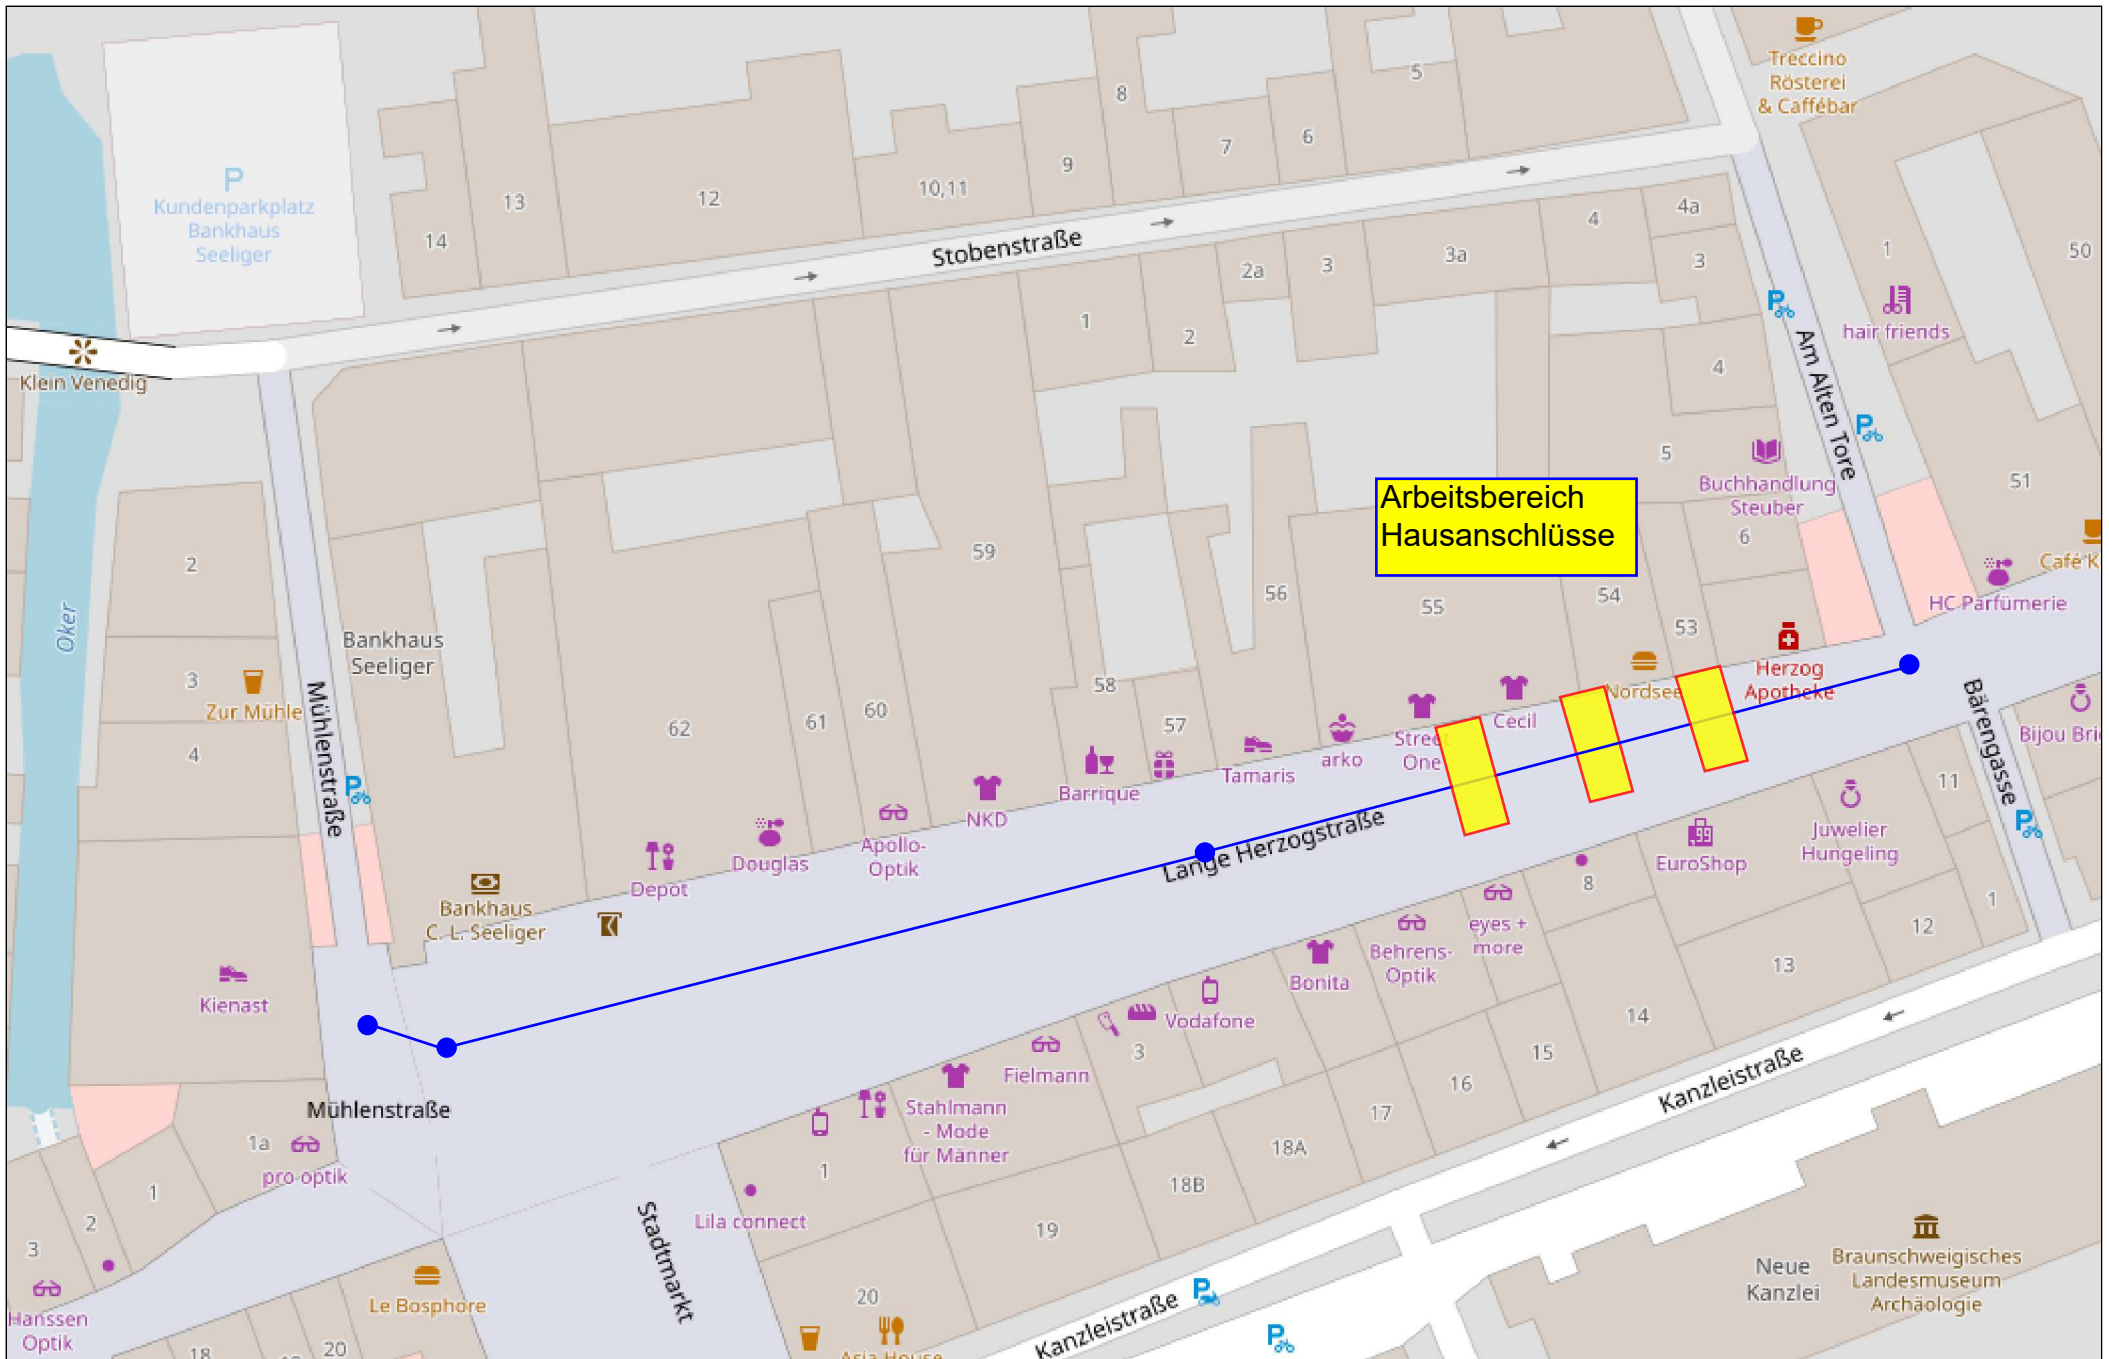 Treccino
Rösterei
& Caffébar
5
8
7
6
9
10,11
12
13
14
P
Kundenparkplatz
Bankhaus
Seeliger
Stobenstraße
4a
4
3
3a
3
2a
1
2
1
50
hair friends
Klein Venedig
Am Alten Tore
4
5
Buchhandlung
Steuber
51
Arbeitsbereich
Hausanschlüsse
6
Café K
HC Parfümerie
2
Oker
Bankhaus
Seeliger
3
Zur Mühle
4
Mühlenstraße
59
56
55
54
53
Nordsee
Herzog
Apotheke
Bärengasse
Bijou Bri
58
57
60
61
62
Cecil
Street
One
arko
Tamaris
Barrique
NKD
Apollo-
Optik
Douglas
Depot
Lange Herzogstraße
Bankhaus
C. L. Seeliger
11
Juwelier
Hungeling
EuroShop
8
1
12
13
eyes +
more
Behrens-
Optik
Bonita
Vodafone
Kienast
14
15
16
17
3
Fielmann
Kanzleistraße
Stahlmann
- Mode
für Männer
Mühlenstraße
1a
pro optik
1
18A
18B
1
2
3
Lila connect
Stadtmarkt
19
20
Hanssen
Optik
Le Bosphore
18
19
20
Asia House
Kanzleistraße
Neue
Kanzlei
Braunschweigisches
Landesmuseum
Archäologie